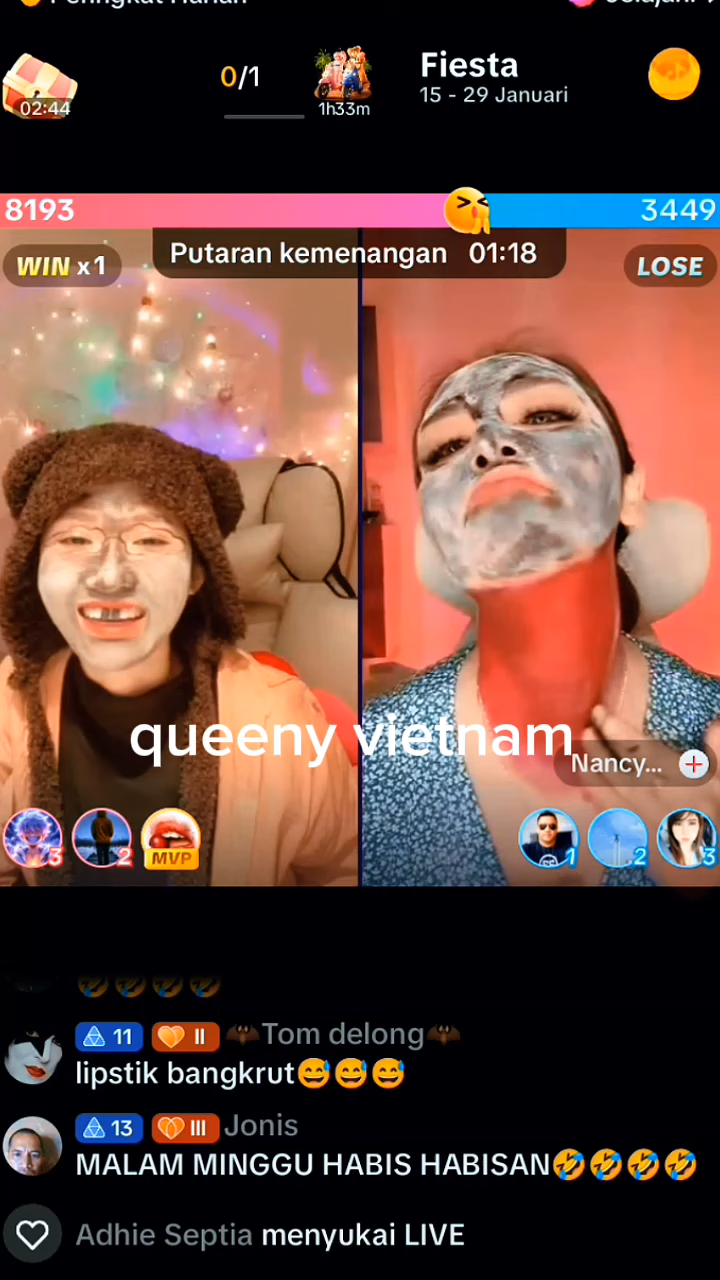 02:44
0/1
1h33m
Fiesta
15 - 29 Januari
8193
3449
WIN x1
Putaran kemenangan 01:18
LOSE
queeny vietnam
Nancy...
3
2
MVP
1
2
3
🤣🤣🤣🤣
11 II 🦇Tom delong🦇
lipstik bangkrut😅😅😅
13 III Jonis
MALAM MINGGU HABIS HABISAN🤣🤣🤣🤣
Adhie Septia menyukai LIVE